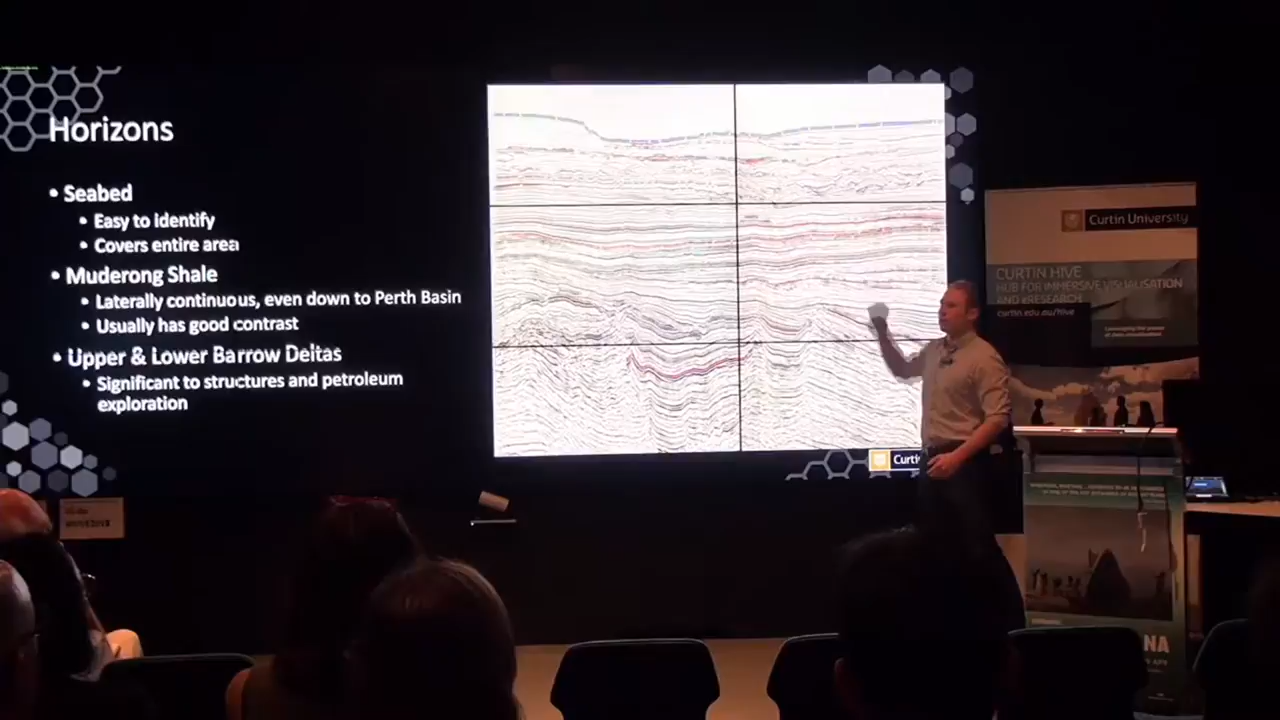 Horizons
• Seabed
• Easy to identify
• Covers entire area
• Muderong Shale
• Laterally continuous, even down to Perth Basin
• Usually has good contrast
• Upper & Lower Barrow Deltas
• Significant to structures and petroleum
exploration
Curti
Curtin University
CURTIN HIVE
HUB FOR IMMERSIVE VISUALISATION
AND eRESEARCH
curtin.edu.au/hive
NA